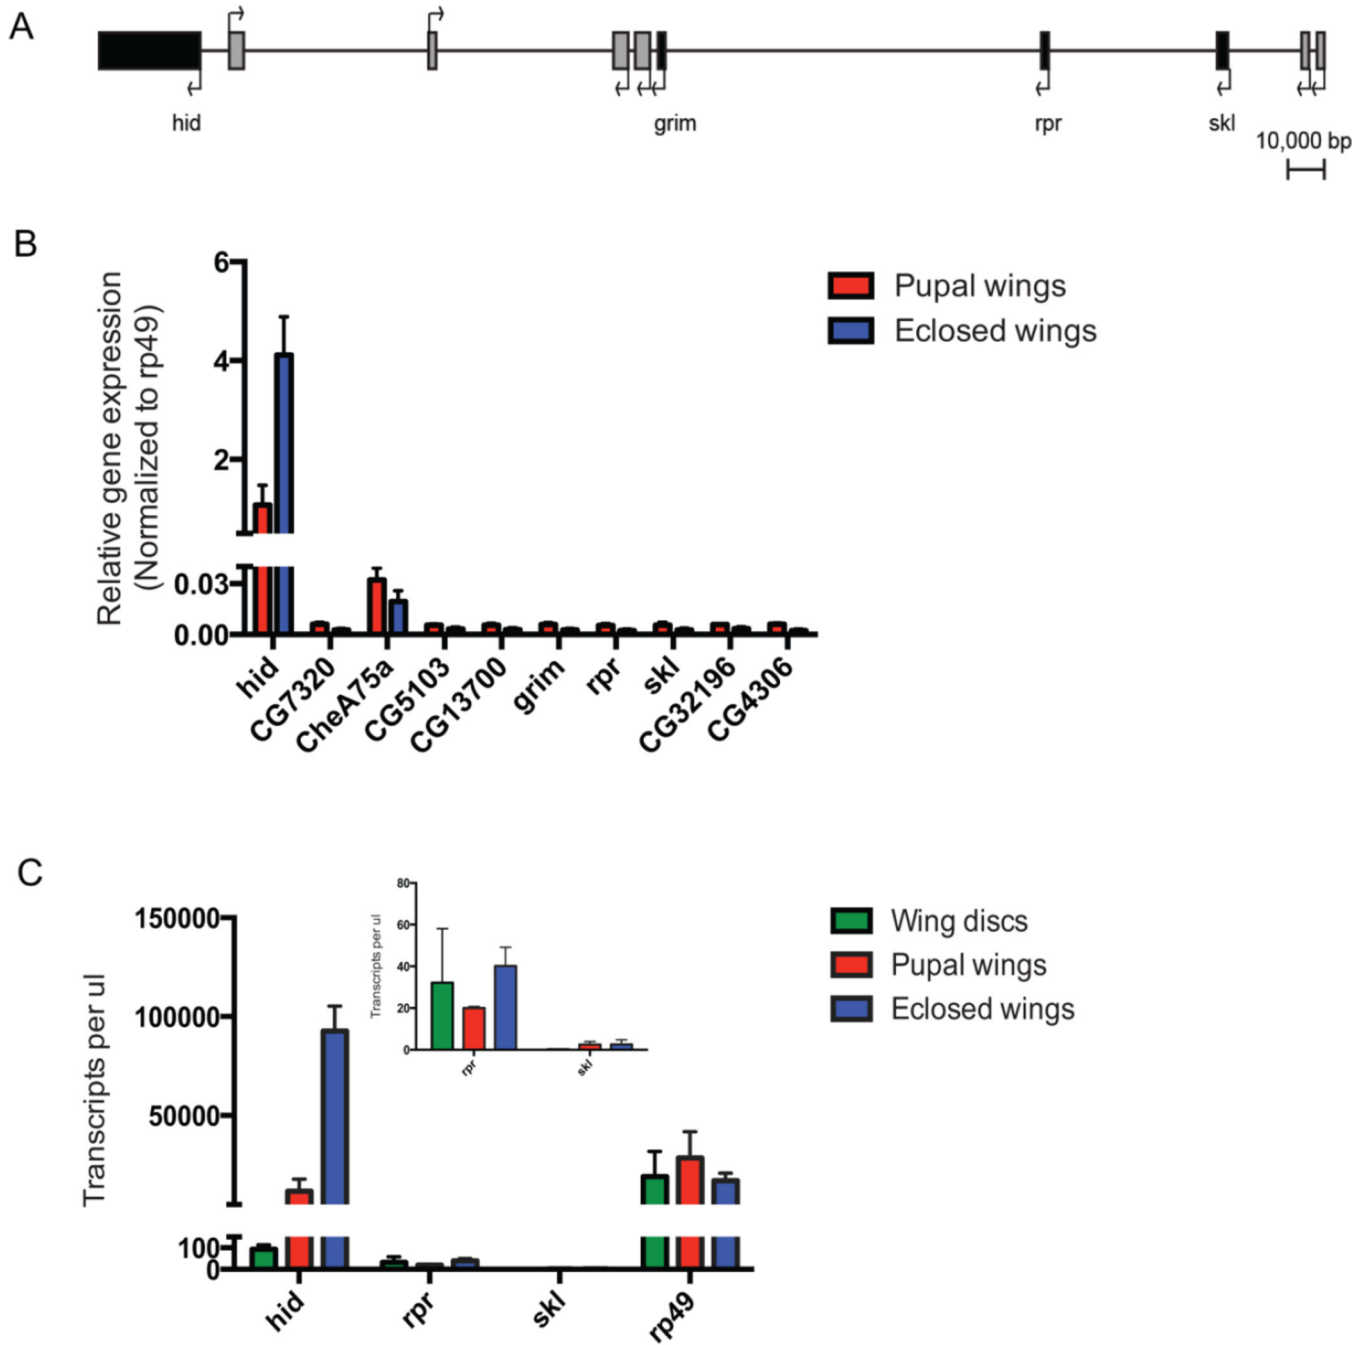 A
hid
grim
rpr
skl
10,000 bp
B
Relative gene expression
(Normalized to rp49)
6
4
2
0.03
0.00
hid
CG7320
CheA75a
CG5103
CG13700
grim
rpr
skl
CG32196
CG4306
Pupal wings
Eclosed wings
C
Transcripts per ul
150000
100000
50000
100
0
hid
rpr
skl
rp49
Transcripts per ul
80
60
40
20
0
rpr
skl
Wing discs
Pupal wings
Eclosed wings